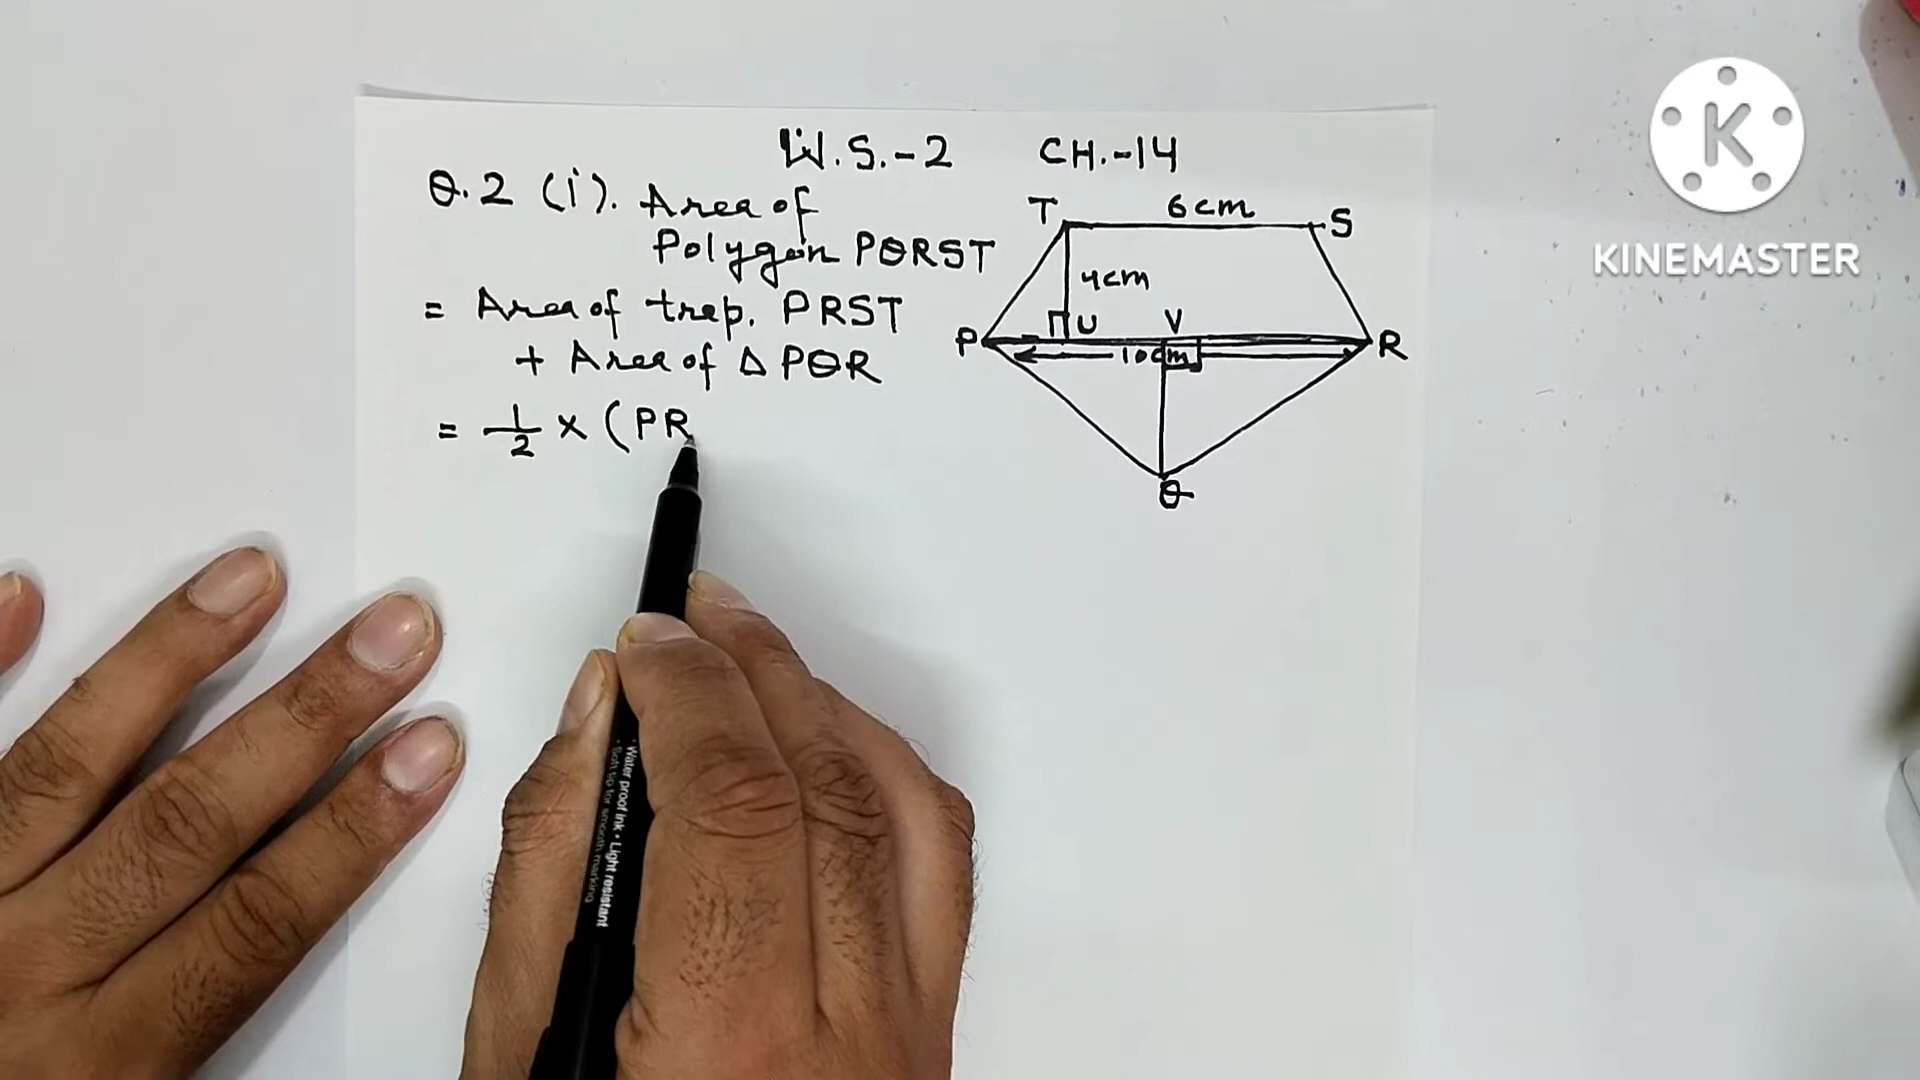 W.S.-2 CH.-14
Q.2 (i). Area of
Polygon PQRST
= Area of trap. PRST
+ Area of Δ PQR
= 1/2 × (PR
T 6cm S
4cm
P U V R
10cm
Q
K
KINEMASTER
Water proof ink • Light resistant
Soft tip for smooth marking